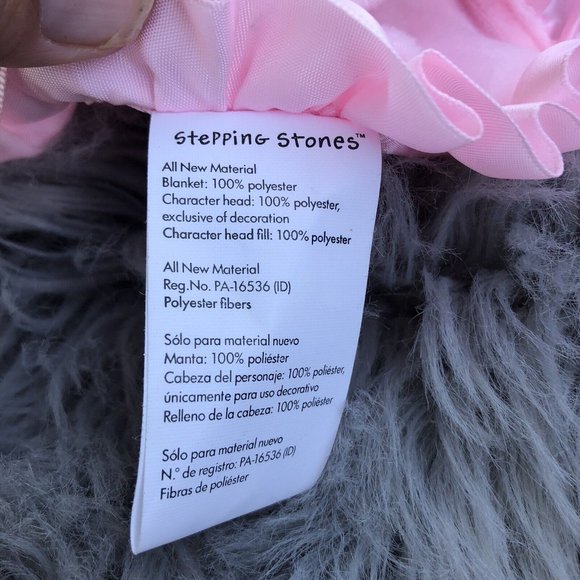 Stepping Stones™
All New Material
Blanket: 100% polyester
Character head: 100% polyester,
exclusive of decoration
Character head fill: 100% polyester
All New Material
Reg.No. PA-16536 (ID)
Polyester fibers
Sólo para material nuevo
Manta: 100% poliéster
Cabeza del personaje: 100% poliéster,
únicamente para uso decorativo
Relleno de la cabeza: 100% poliéster
Sólo para material nuevo
N.° de registro: PA-16536 (ID)
Fibras de poliéster